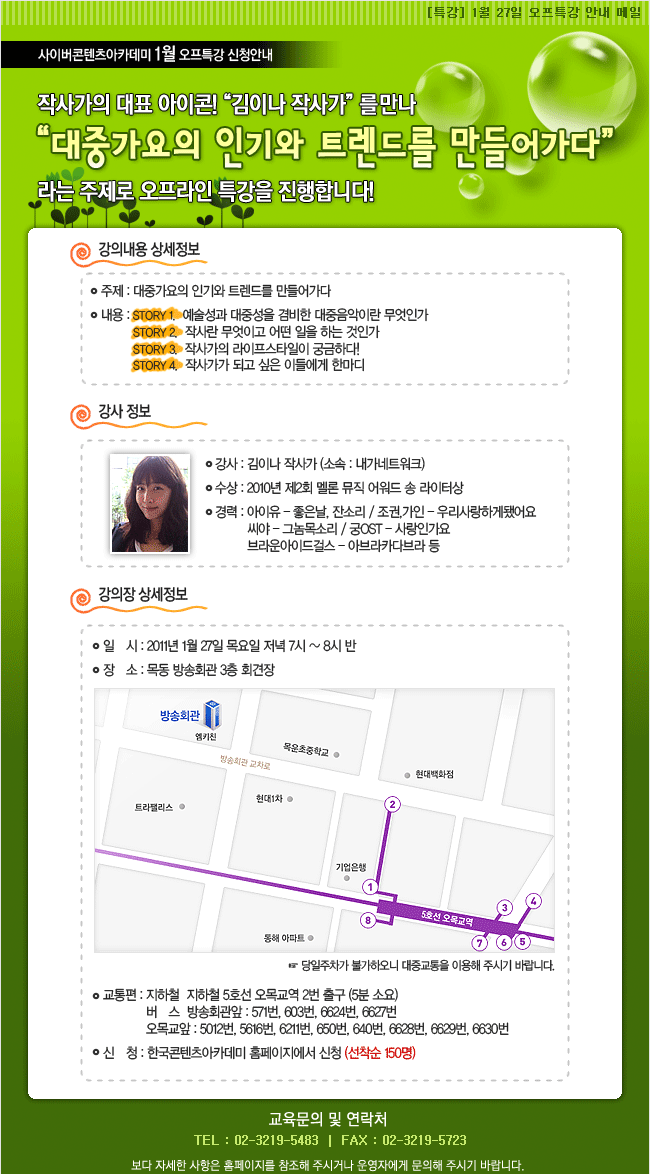 [특강] 1월 27일 오프특강 안내 메일
사이버콘텐츠아카데미 1월 오프특강 신청안내
작사가의 대표 아이콘! “김이나 작사가” 를만나
“대중가요의 인기와 트렌드를 만들어가다”
라는 주제로 오프라인 특강을 진행합니다!
강의내용 상세정보
주제 : 대중가요의 인기와 트렌드를 만들어가다
내용 : STORY 1. 예술성과 대중성을 겸비한 대중음악이란 무엇인가
STORY 2. 작사란 무엇이고 어떤 일을 하는 것인가
STORY 3. 작사가의 라이프스타일이 궁금하다!
STORY 4. 작사가가 되고 싶은 이들에게 한마디
강사 정보
강사 : 김이나 작사가 (소속 : 내가네트워크)
수상 : 2010년 제2회 멜론 뮤직 어워드 송 라이터상
경력 : 아이유 - 좋은날, 잔소리 / 조권,가인 - 우리사랑하게됐어요
씨야 - 그놈목소리 / 궁OST - 사랑인가요
브라운아이드걸스 - 아브라카다브라 등
강의장 상세정보
일 시 : 2011년 1월 27일 목요일 저녁 7시 ~ 8시 반
장 소 : 목동 방송회관 3층 회견장
방송회관
엠키친
목운초중학교
방송회관 교차로
현대백화점
트라팰리스
현대1차
2
기업은행
1
8
5호선 오목교역
3
4
7
6
5
동해 아파트
☞ 당일주차가 불가하오니 대중교통을 이용해 주시기 바랍니다.
교통편 : 지하철 지하철 5호선 오목교역 2번 출구 (5분 소요)
버 스 방송회관앞 : 571번, 603번, 6624번, 6627번
오목교앞 : 5012번, 5616번, 6211번, 650번, 640번, 6628번, 6629번, 6630번
신 청 : 한국콘텐츠아카데미 홈페이지에서 신청 (선착순 150명)
교육문의 및 연락처
TEL : 02-3219-5483 | FAX : 02-3219-5723
보다 자세한 사항은 홈페이지를 참조해 주시거나 운영자에게 문의해 주시기 바랍니다.